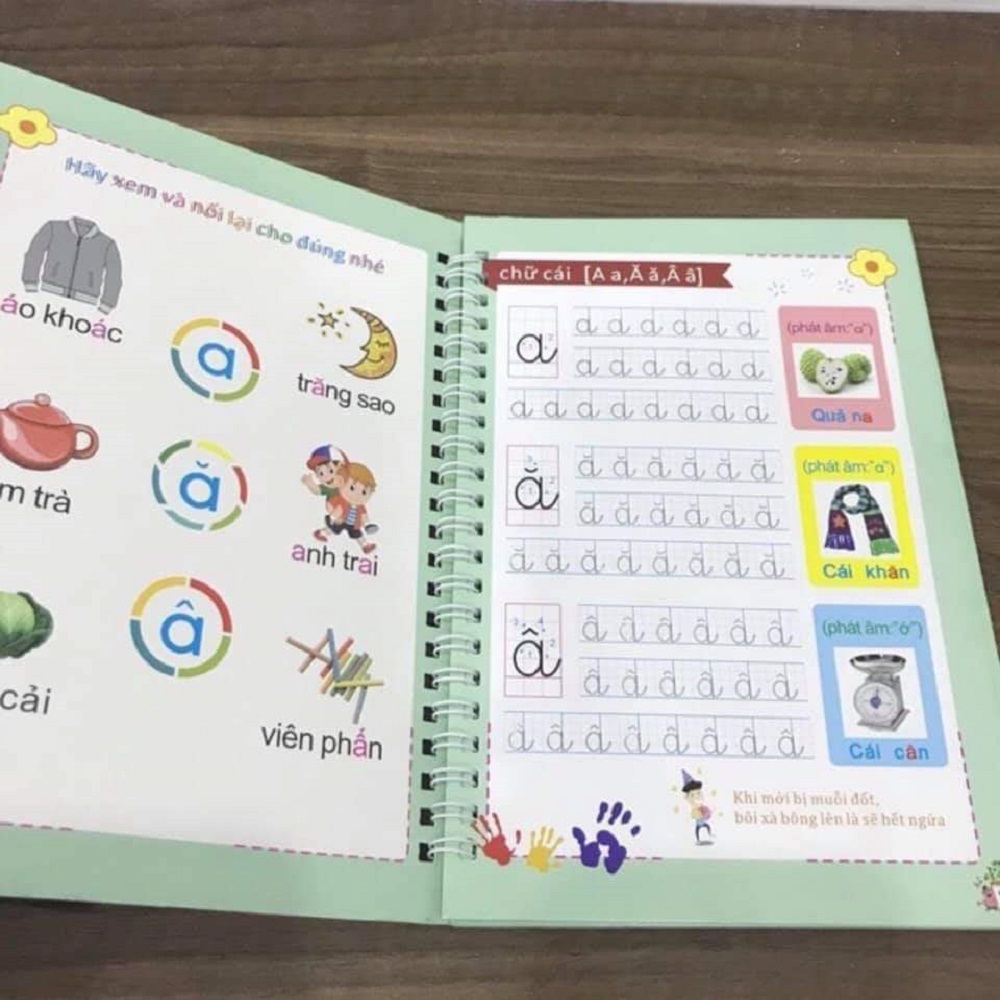 Hãy xem và nối lại cho đúng nhé
áo khoác
a
trăng sao
trà
ă
anh trai
cải
â
viên phấn
chữ cái [A a,Ă ă,Â â]
a
a a a a a a
a a a a a a
a a a a a a a a
(phát âm:"a")
Quả na
ă
ă ă ă ă ă ă
ă ă ă ă ă ă
ă ă ă ă ă ă ă ă
(phát âm:"á")
Cái khăn
â
â â â â â â
â â â â â â
â â â â â â â â
(phát âm:"ớ")
Cái cân
Khi mới bị muỗi đốt,
bôi xà bông lên là sẽ hết ngứa